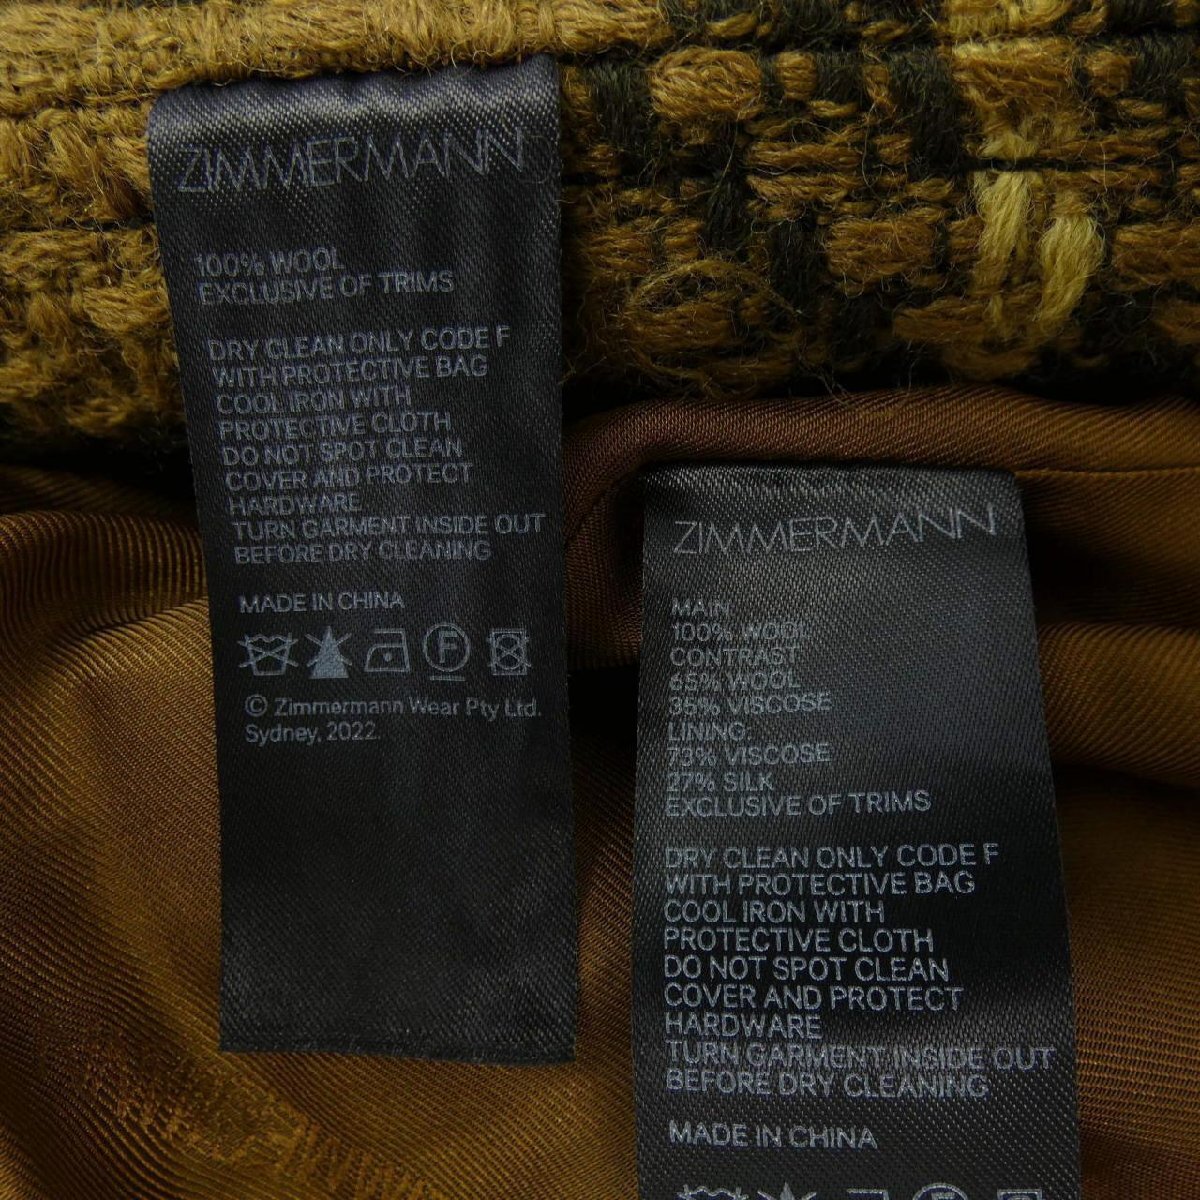 ZIMMERMANN
100% WOOL
EXCLUSIVE OF TRIMS
DRY CLEAN ONLY CODE F
WITH PROTECTIVE BAG
COOL IRON WITH
PROTECTIVE CLOTH
DO NOT SPOT CLEAN
COVER AND PROTECT
HARDWARE
TURN GARMENT INSIDE OUT
BEFORE DRY CLEANING
MADE IN CHINA
F
© Zimmermann Wear Pty Ltd.
Sydney, 2022.
ZIMMERMANN
MAIN:
100% WOOL
CONTRAST
65% WOOL
35% VISCOSE
LINING:
73% VISCOSE
27% SILK
EXCLUSIVE OF TRIMS
DRY CLEAN ONLY CODE F
WITH PROTECTIVE BAG
COOL IRON WITH
PROTECTIVE CLOTH
DO NOT SPOT CLEAN
COVER AND PROTECT
HARDWARE
TURN GARMENT INSIDE OUT
BEFORE DRY CLEANING
MADE IN CHINA